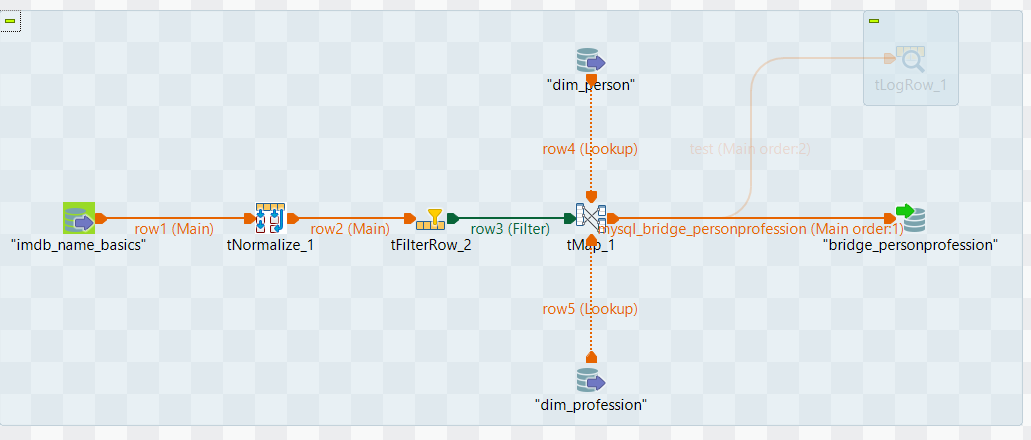 "dim_person"
tLogRow_1
row4 (Lookup)
test (Main order:2)
row1 (Main)
row2 (Main)
row3 (Filter)
mysql_bridge_personprofession (Main order:1)
"imdb_name_basics"
tNormalize_1
tFilterRow_2
tMap_1
"bridge_personprofession"
row5 (Lookup)
"dim_profession"